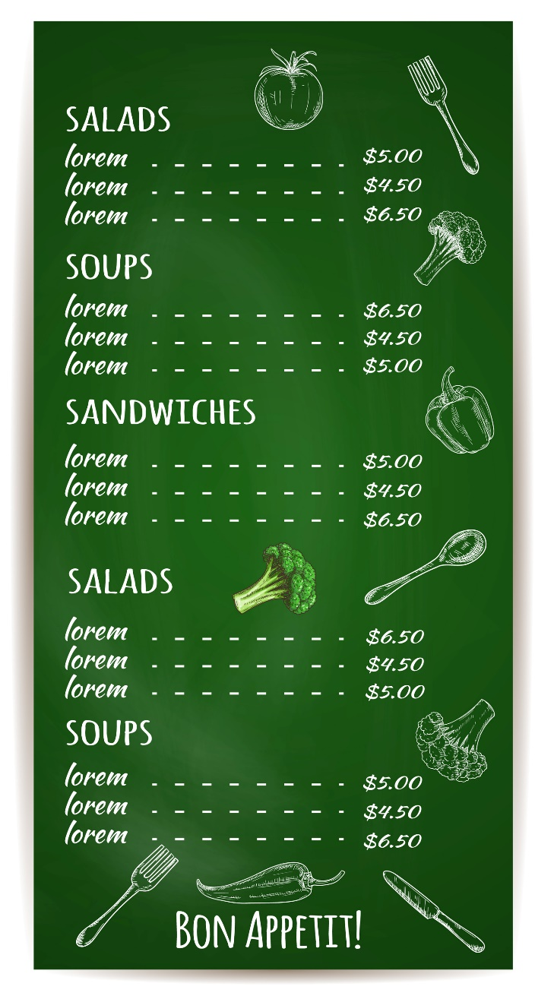 SALADS
lorem - - - - - - - - $5.00
lorem - - - - - - - - $4.50
lorem - - - - - - - - $6.50
SOUPS
lorem - - - - - - - - $6.50
lorem - - - - - - - - $4.50
lorem - - - - - - - - $5.00
SANDWICHES
lorem - - - - - - - - $5.00
lorem - - - - - - - - $4.50
lorem - - - - - - - - $6.50
SALADS
lorem - - - - - - - - $6.50
lorem - - - - - - - - $4.50
lorem - - - - - - - - $5.00
SOUPS
lorem - - - - - - - - $5.00
lorem - - - - - - - - $4.50
lorem - - - - - - - - $6.50
BON APPETIT!